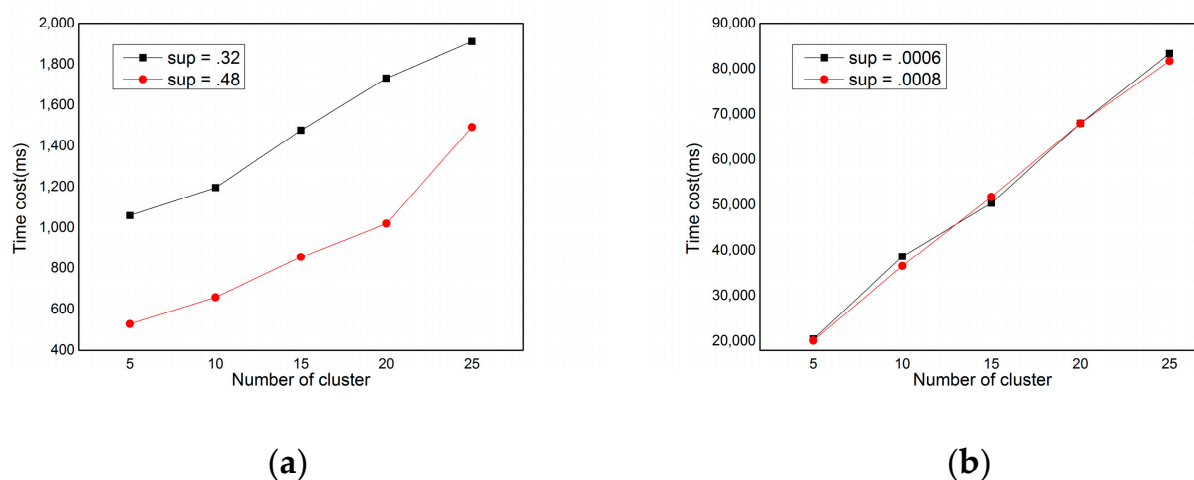 2,000
1,800
1,600
1,400
1,200
1,000
800
600
400
Time cost(ms)
sup = .32
sup = .48
5 10 15 20 25
Number of cluster
(a)
90,000
80,000
70,000
60,000
50,000
40,000
30,000
20,000
Time cost(ms)
sup = .0006
sup = .0008
5 10 15 20 25
Number of cluster
(b)